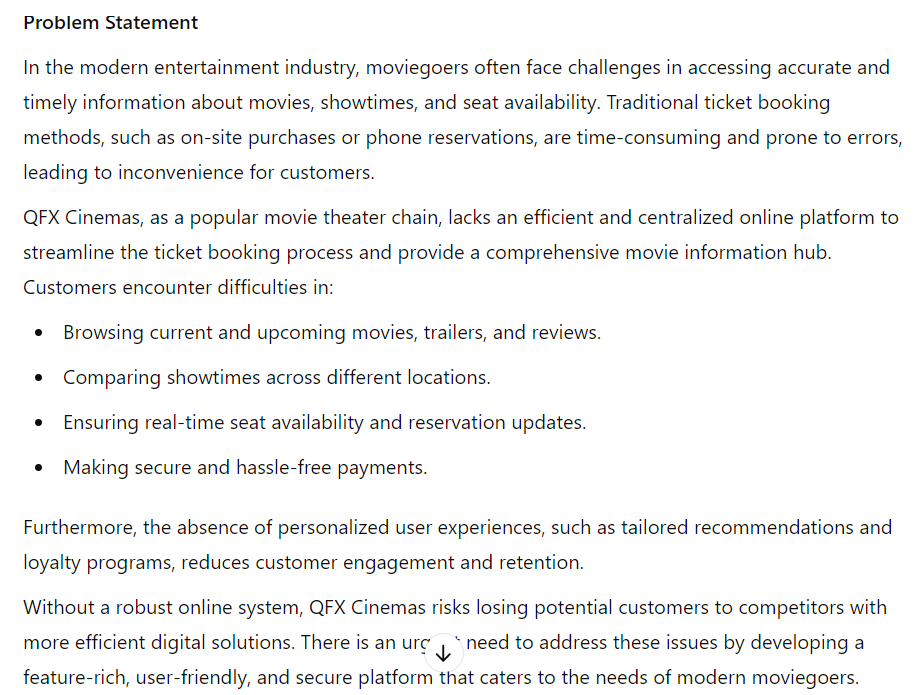 Problem Statement
In the modern entertainment industry, moviegoers often face challenges in accessing accurate and
timely information about movies, showtimes, and seat availability. Traditional ticket booking
methods, such as on-site purchases or phone reservations, are time-consuming and prone to errors,
leading to inconvenience for customers.
QFX Cinemas, as a popular movie theater chain, lacks an efficient and centralized online platform to
streamline the ticket booking process and provide a comprehensive movie information hub.
Customers encounter difficulties in:
• Browsing current and upcoming movies, trailers, and reviews.
• Comparing showtimes across different locations.
• Ensuring real-time seat availability and reservation updates.
• Making secure and hassle-free payments.
Furthermore, the absence of personalized user experiences, such as tailored recommendations and
loyalty programs, reduces customer engagement and retention.
Without a robust online system, QFX Cinemas risks losing potential customers to competitors with
more efficient digital solutions. There is an urgent need to address these issues by developing a
feature-rich, user-friendly, and secure platform that caters to the needs of modern moviegoers.